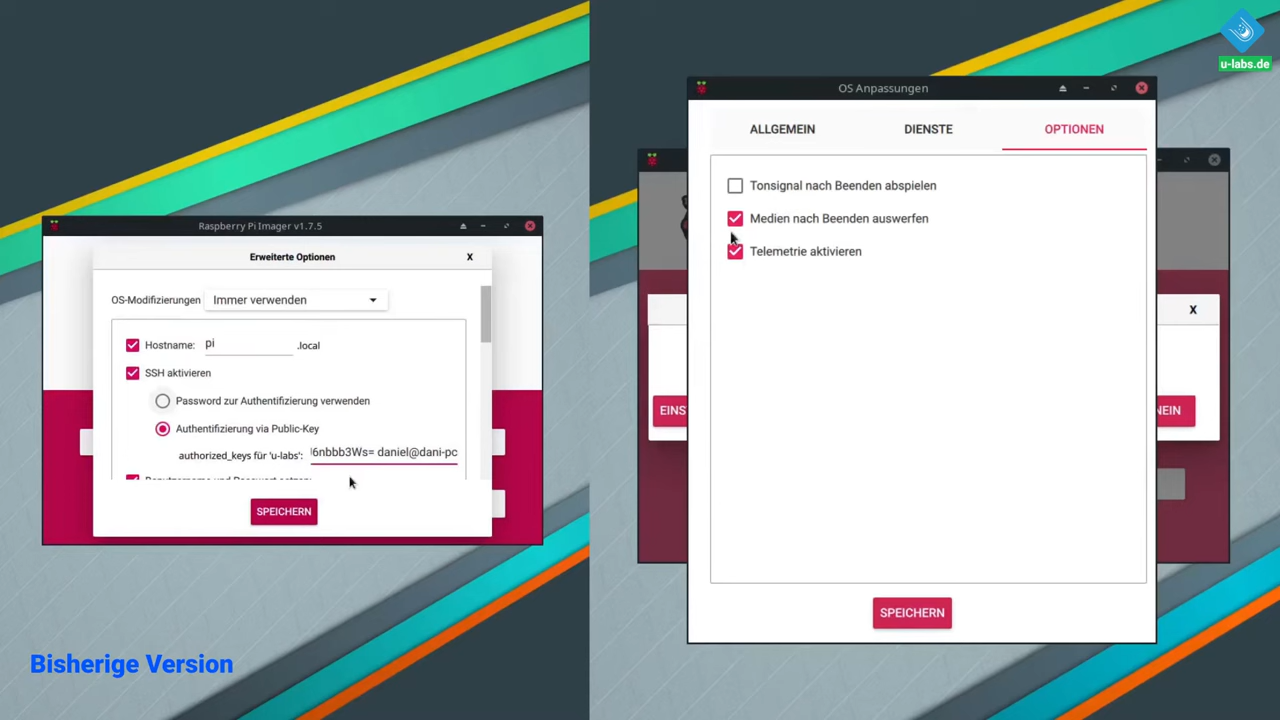 u-labs.de
Raspberry Pi Imager v1.7.5
Erweiterte Optionen X
OS-Modifizierungen Immer verwenden
Hostname: pi .local
SSH aktivieren
Password zur Authentifizierung verwenden
Authentifizierung via Public-Key
authorized_keys für 'u-labs': 6nbbb3Ws= daniel@dani-pc
SPEICHERN
Bisherige Version
OS Anpassungen
ALLGEMEIN DIENSTE OPTIONEN
Tonsignal nach Beenden abspielen
Medien nach Beenden auswerfen
Telemetrie aktivieren
X
EINS
NEIN
SPEICHERN